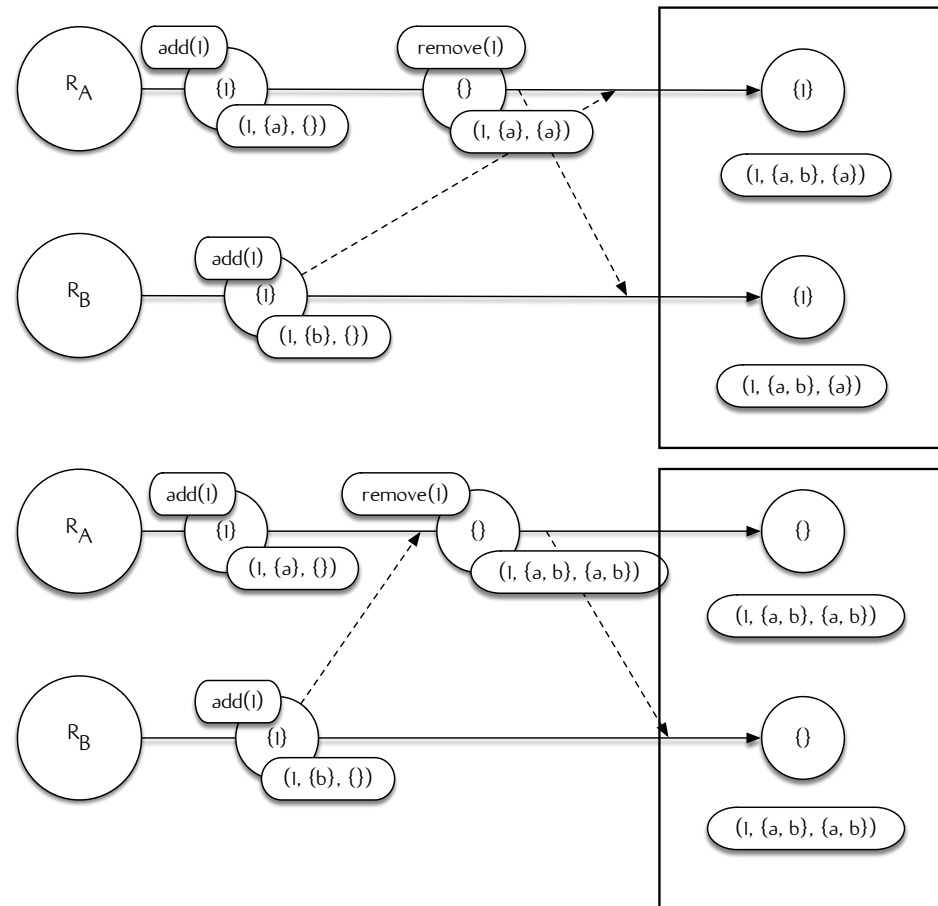 R_A
add(1)
{1}
(1, {a}, {})
remove(1)
{}
(1, {a}, {a})
{1}
(1, {a, b}, {a})
R_B
add(1)
{1}
(1, {b}, {})
{1}
(1, {a, b}, {a})
R_A
add(1)
{1}
(1, {a}, {})
remove(1)
{}
(1, {a, b}, {a, b})
{}
(1, {a, b}, {a, b})
R_B
add(1)
{1}
(1, {b}, {})
{}
(1, {a, b}, {a, b})